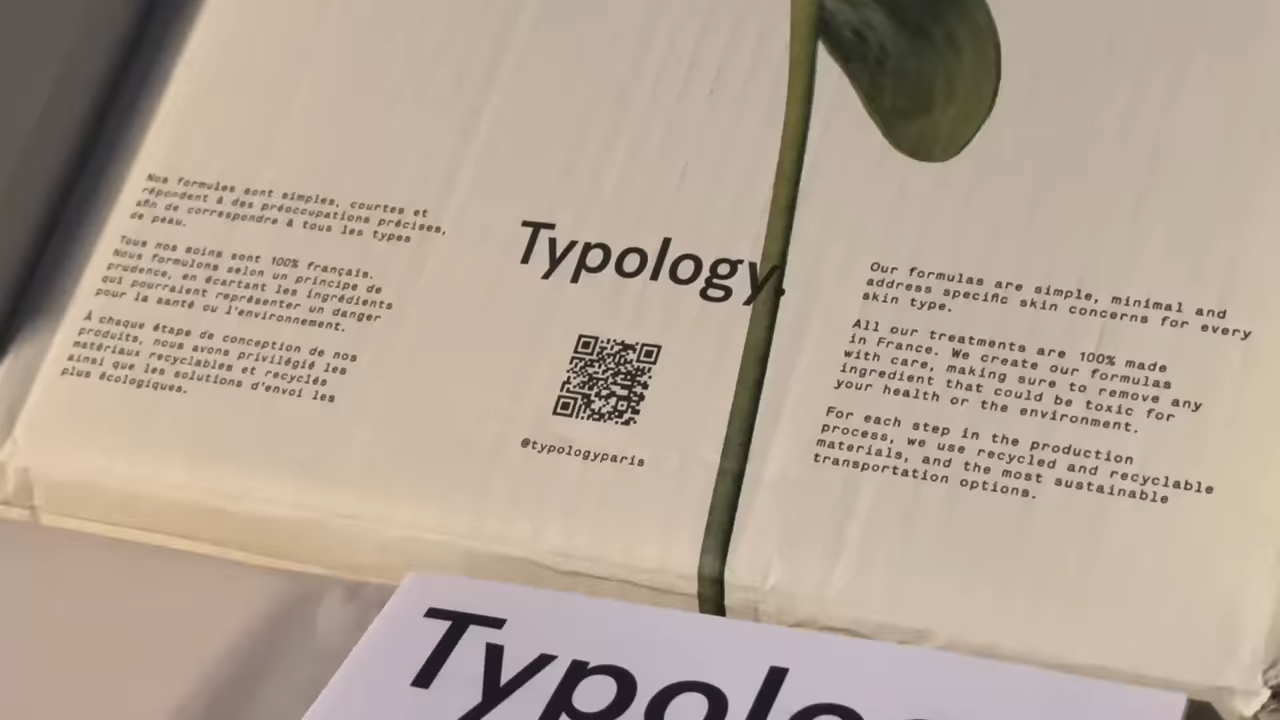 Nos formules sont simples, courtes et
répondent à des préoccupations précises,
afin de correspondre à tous les types
de peau.
Tous nos soins sont 100% français.
Nous formulons selon un principe de
prudence, en écartant les ingrédients
qui pourraient représenter un danger
pour la santé ou l'environnement.
À chaque étape de conception de nos
produits, nous avons privilégié les
matériaux recyclables et recyclés
ainsi que les solutions d'envoi les
plus écologiques.
Typology.
@typologyparis
Our formulas are simple, minimal and
address specific skin concerns for every
skin type.
All our treatments are 100% made
in France. We create our formulas
with care, making sure to remove any
ingredient that could be toxic for
your health or the environment.
For each step in the production
process, we use recycled and recyclable
materials, and the most sustainable
transportation options.
Typolo